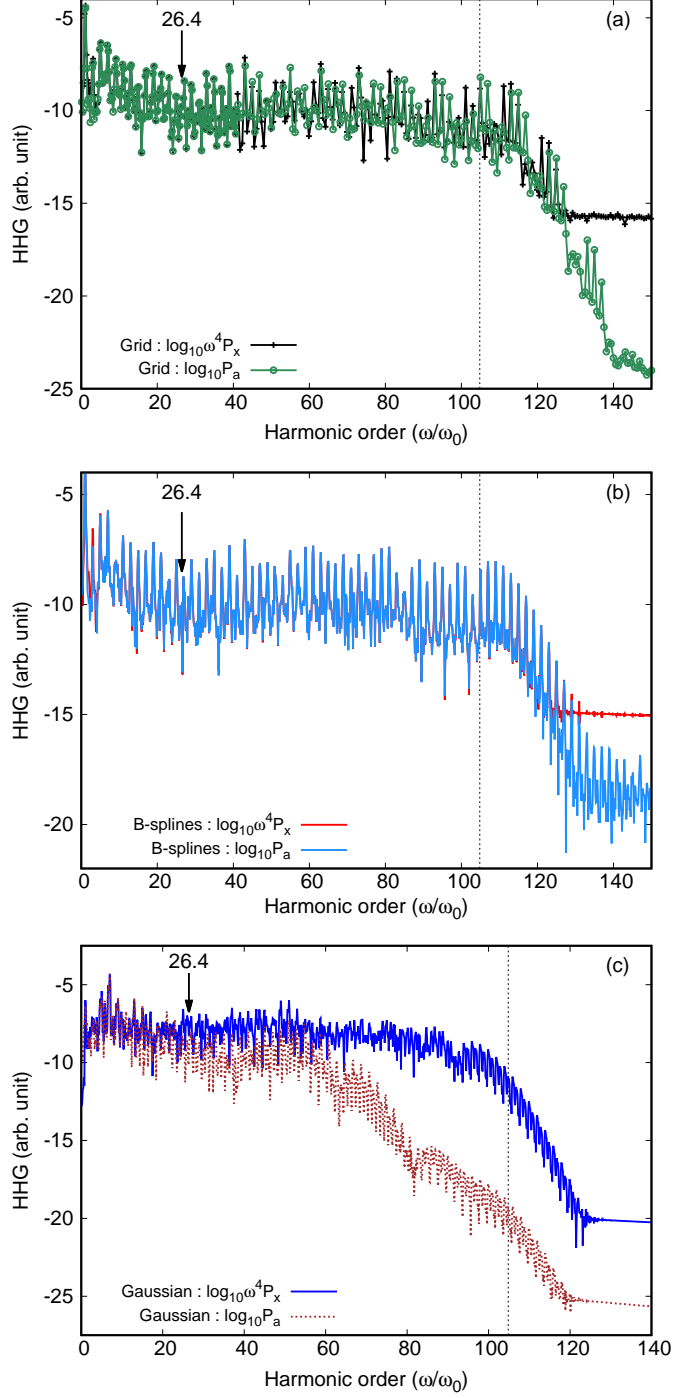 (a)
26.4
HHG (arb. unit)
-5
-10
-15
-20
-25
Grid : log10ω⁴Pₓ
Grid : log10Pₐ
0 20 40 60 80 100 120 140
Harmonic order (ω/ω₀)
(b)
26.4
HHG (arb. unit)
-5
-10
-15
-20
B-splines : log10ω⁴Pₓ
B-splines : log10Pₐ
0 20 40 60 80 100 120 140
Harmonic order (ω/ω₀)
(c)
26.4
HHG (arb. unit)
-5
-10
-15
-20
-25
Gaussian : log10ω⁴Pₓ
Gaussian : log10Pₐ
0 20 40 60 80 100 120 140
Harmonic order (ω/ω₀)